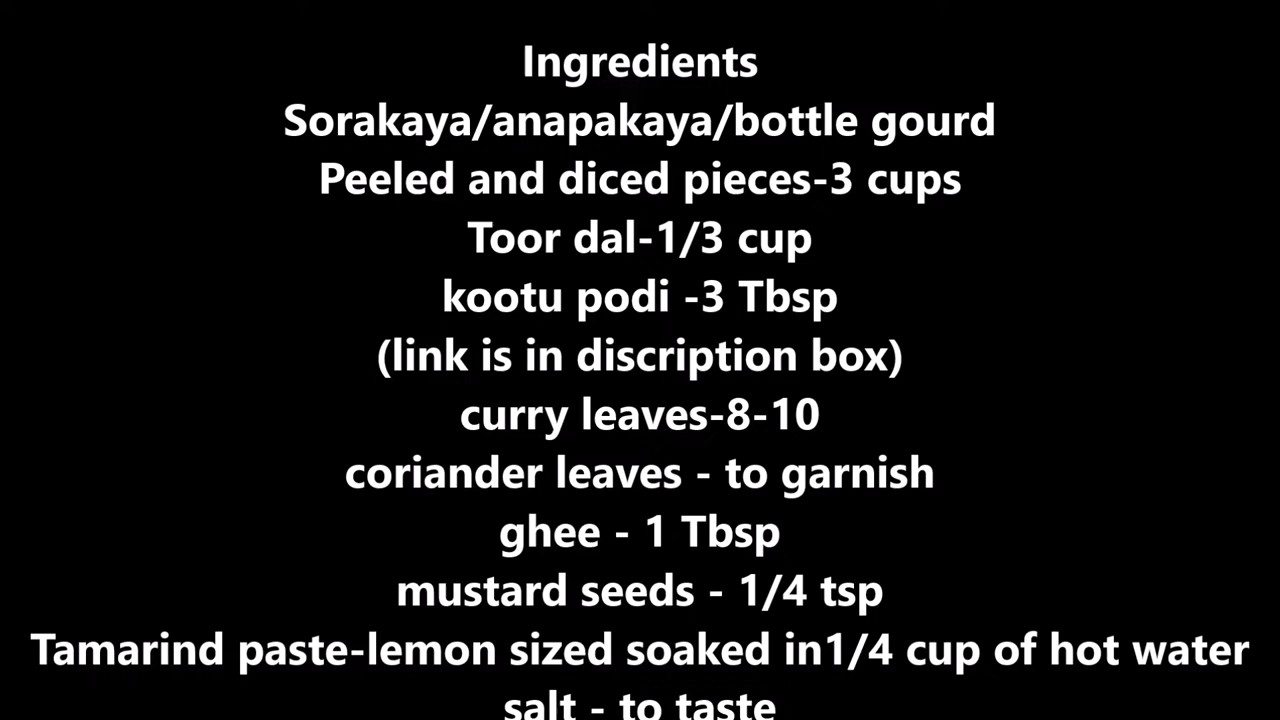 Ingredients
Sorakaya/anapakaya/bottle gourd
Peeled and diced pieces-3 cups
Toor dal-1/3 cup
kootu podi -3 Tbsp
(link is in discription box)
curry leaves-8-10
coriander leaves - to garnish
ghee - 1 Tbsp
mustard seeds - 1/4 tsp
Tamarind paste-lemon sized soaked in1/4 cup of hot water
salt - to taste